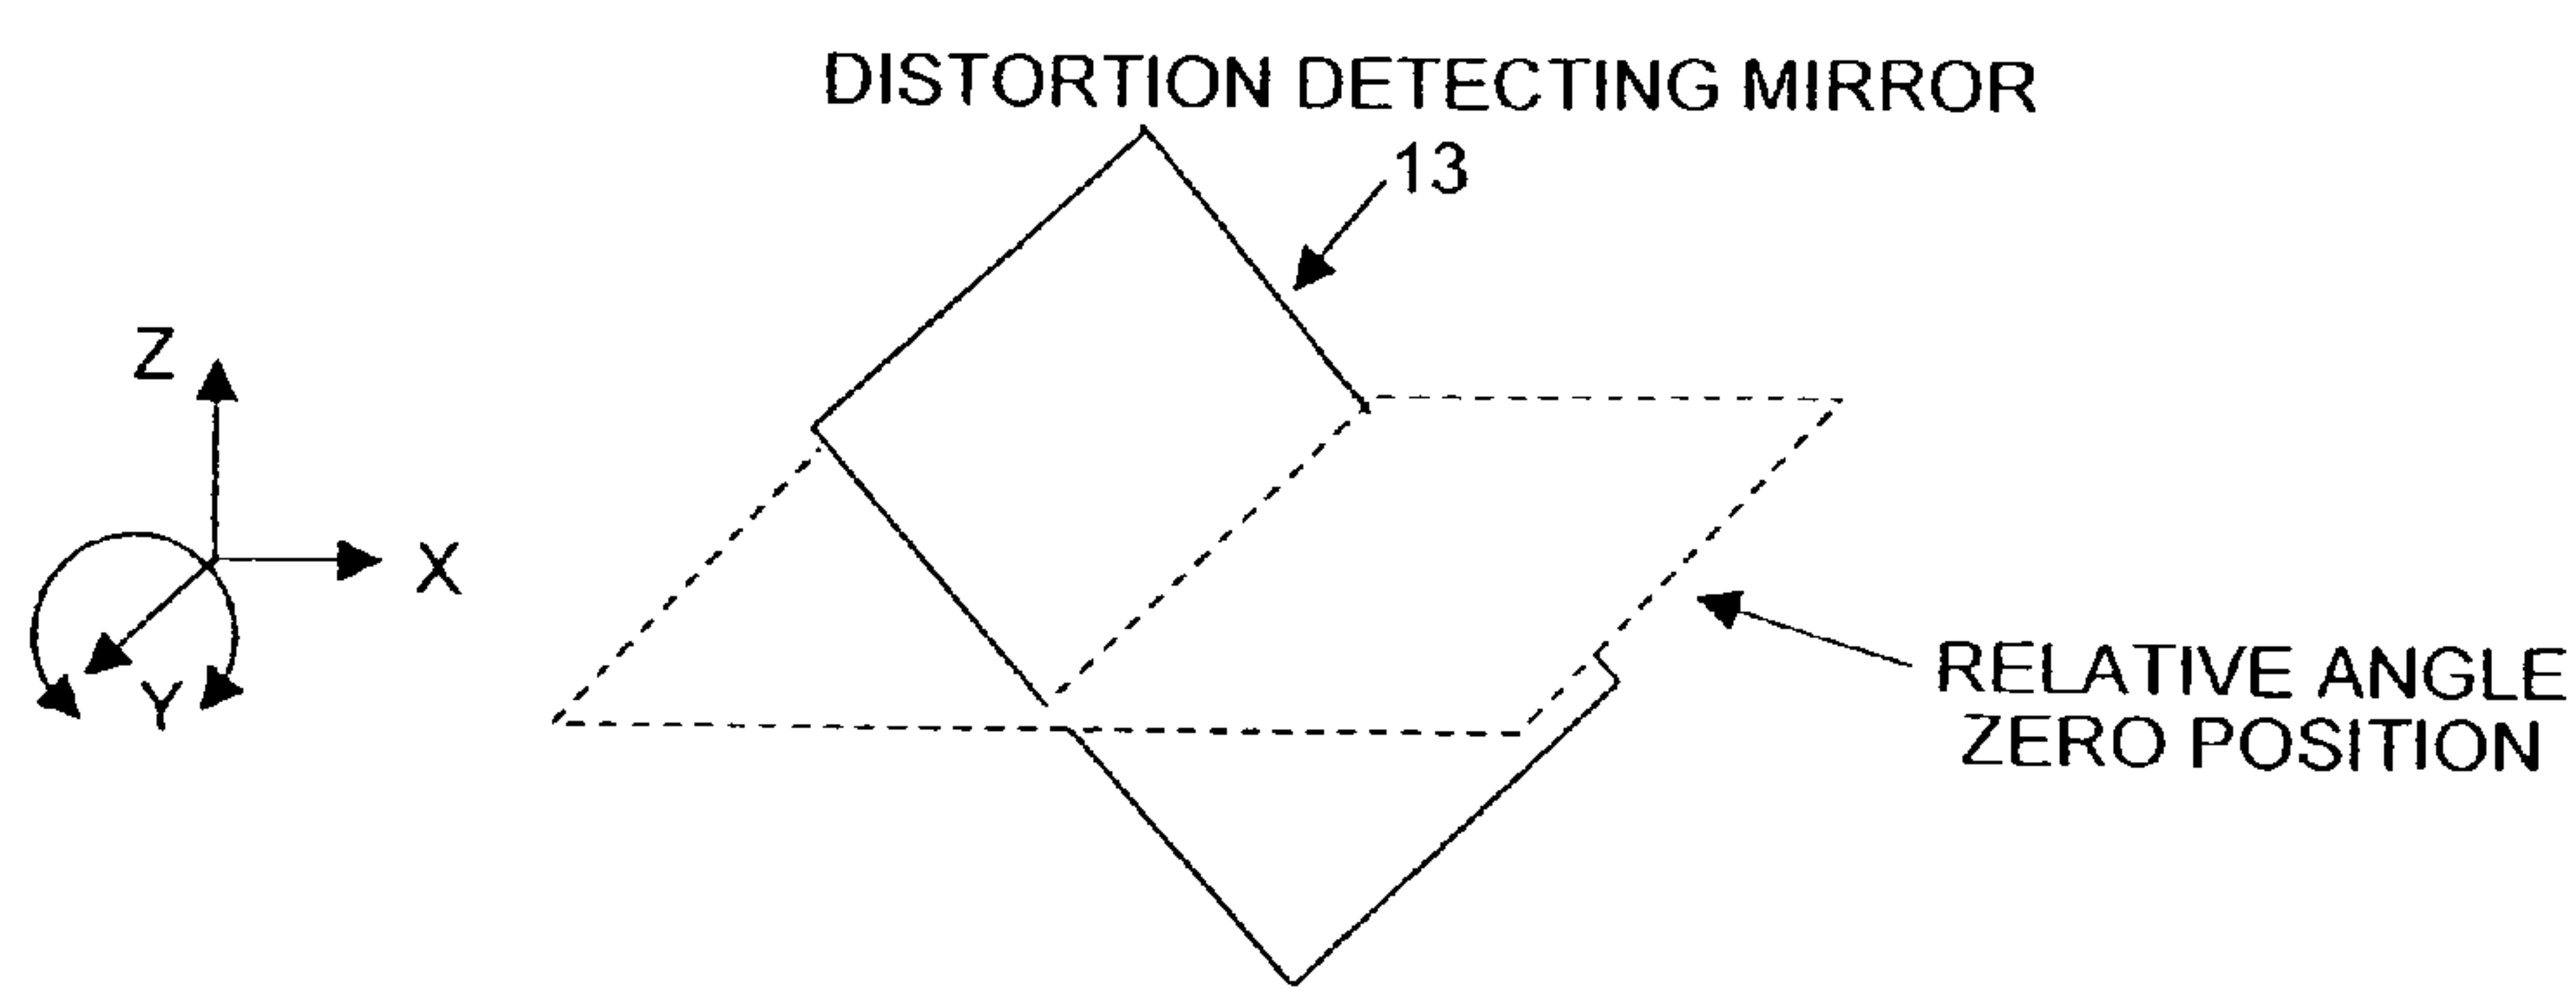 DISTORTION DETECTING MIRROR
13
Z
X
Y
RELATIVE ANGLE
ZERO POSITION